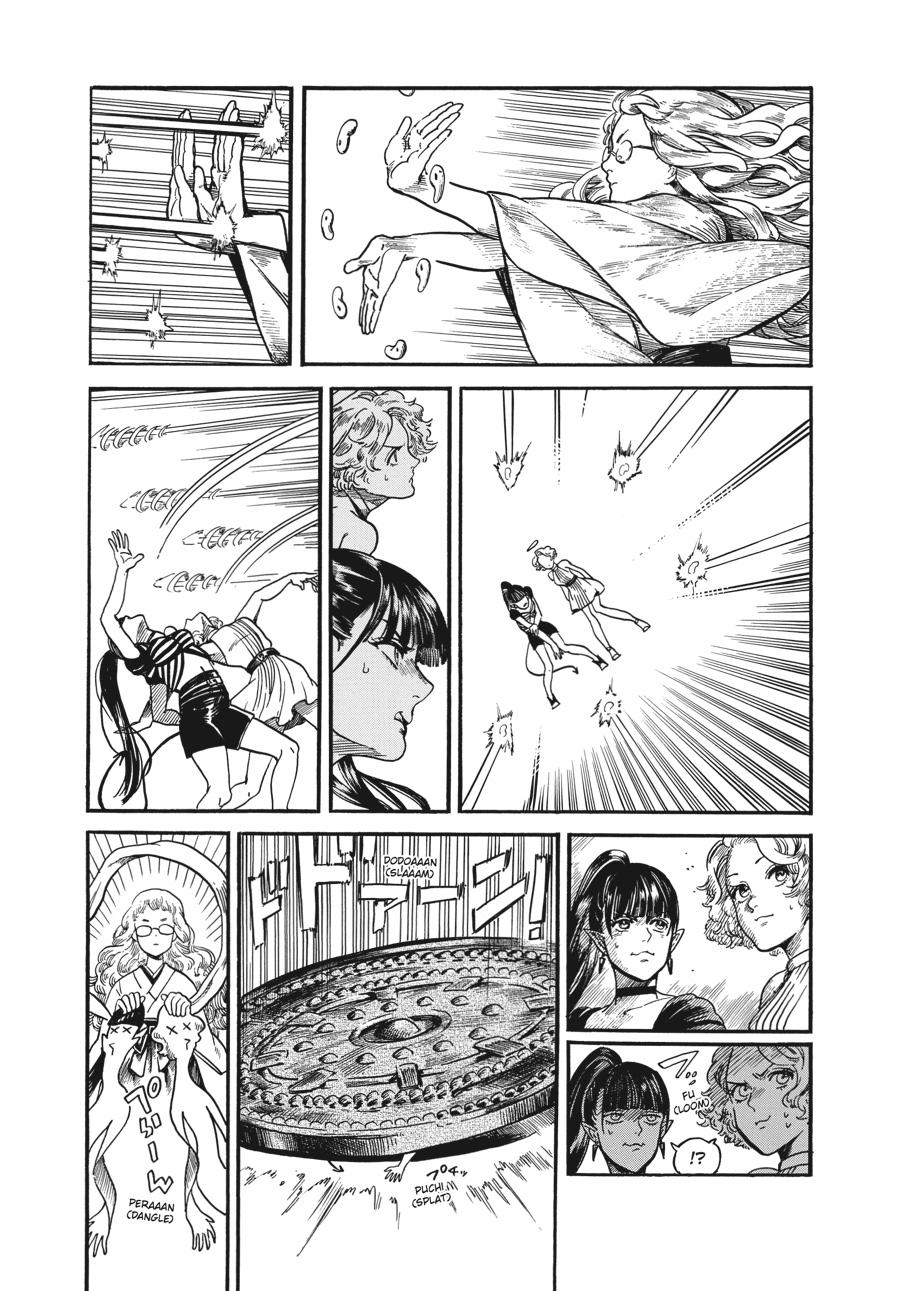 フッ…
FU
(LOOM)
!?
ドドァーン!
DODOAAAN
(SLAAAM)
プチッ
PUCHI
(SPLAT)
ペラーン
PERAAAN
(DANGLE)